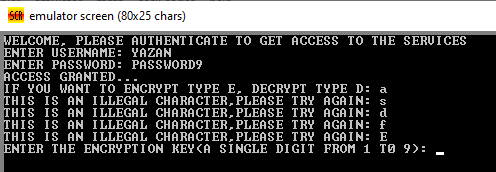 SCR emulator screen (80x25 chars)
WELCOME, PLEASE AUTHENTICATE TO GET ACCESS TO THE SERVICES
ENTER USERNAME: YAZAN
ENTER PASSWORD: PASSWORD9
ACCESS GRANTED...
IF YOU WANT TO ENCRYPT TYPE E, DECRYPT TYPE D: a
THIS IS AN ILLEGAL CHARACTER,PLEASE TRY AGAIN: s
THIS IS AN ILLEGAL CHARACTER,PLEASE TRY AGAIN: d
THIS IS AN ILLEGAL CHARACTER,PLEASE TRY AGAIN: f
THIS IS AN ILLEGAL CHARACTER,PLEASE TRY AGAIN: E
ENTER THE ENCRYPTION KEY(A SINGLE DIGIT FROM 1 TO 9): _